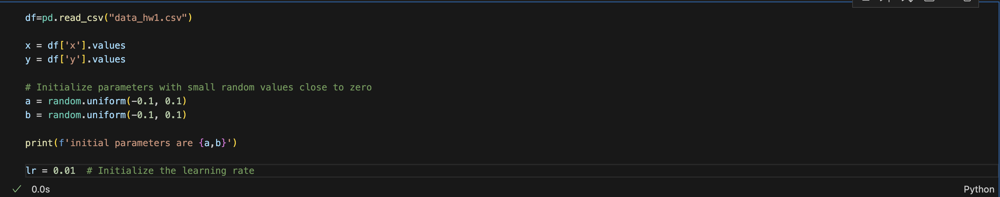 df=pd.read_csv("data_hw1.csv")
x = df['x'].values
y = df['y'].values
# Initialize parameters with small random values close to zero
a = random.uniform(-0.1, 0.1)
b = random.uniform(-0.1, 0.1)
print(f'initial parameters are {a,b}')
lr = 0.01  # Initialize the learning rate
0.0s
Python